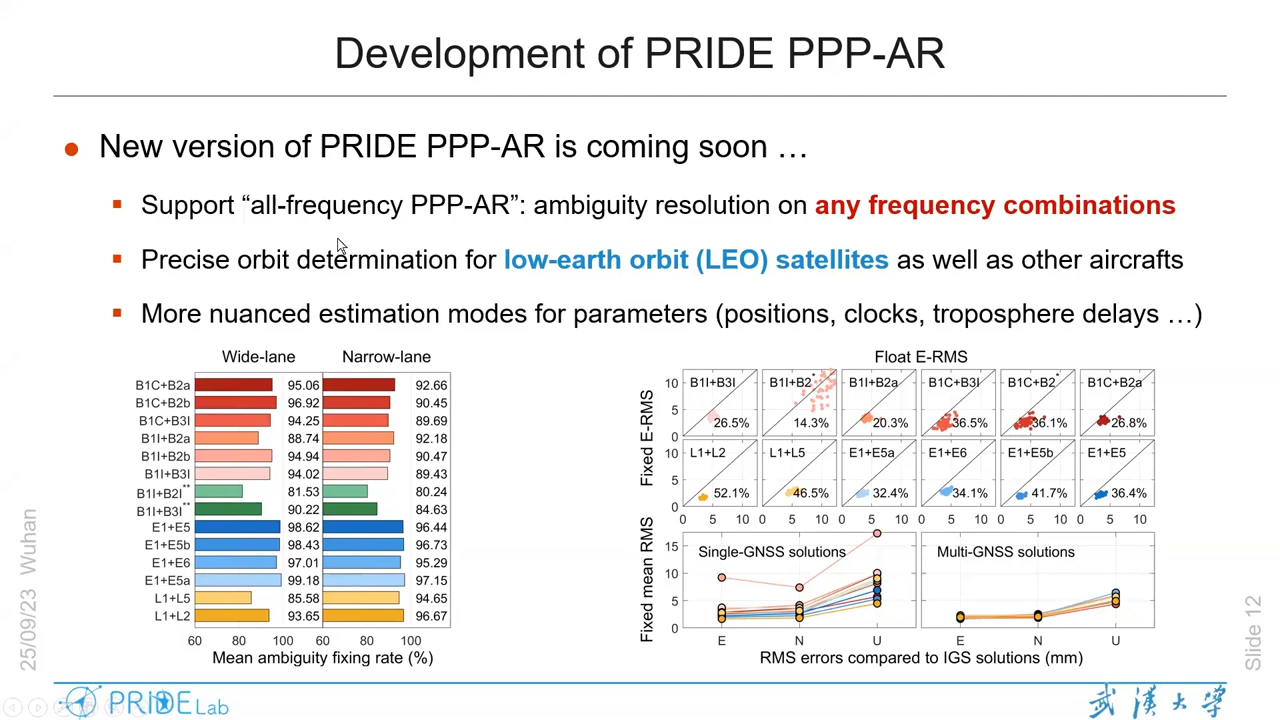 Development of PRIDE PPP-AR
New version of PRIDE PPP-AR is coming soon …
Support “all-frequency PPP-AR”: ambiguity resolution on any frequency combinations
Precise orbit determination for low-earth orbit (LEO) satellites as well as other aircrafts
More nuanced estimation modes for parameters (positions, clocks, troposphere delays …)
Wide-lane Narrow-lane
B1C+B2a 95.06 92.66
B1C+B2b 96.92 90.45
B1C+B3I 94.25 89.69
B1I+B2a 88.74 92.18
B1I+B2b 94.94 90.47
B1I+B3I 94.02 89.43
B1I+B2I** 81.53 80.24
B1I+B3I** 90.22 84.63
E1+E5 98.62 96.44
E1+E5b 98.43 96.73
E1+E6 97.01 95.29
E1+E5a 99.18 97.15
L1+L5 85.58 94.65
L1+L2 93.65 96.67
60 80 100 60 80 100
Mean ambiguity fixing rate (%)
Float E-RMS
Fixed E-RMS
10 5 0
B1I+B3I B1I+B2* B1I+B2a B1C+B3I B1C+B2* B1C+B2a
26.5% 14.3% 20.3% 36.5% 36.1% 26.8%
10 5 0
L1+L2 L1+L5 E1+E5a E1+E6 E1+E5b E1+E5
52.1% 46.5% 32.4% 34.1% 41.7% 36.4%
0 5 10 0 5 10 0 5 10 0 5 10 0 5 10 0 5 10
Fixed mean RMS
15 10 5 0
Single-GNSS solutions Multi-GNSS solutions
E N U E N U
RMS errors compared to IGS solutions (mm)
25/09/23 Wuhan
Slide 12
PRIDE Lab
武漢大学